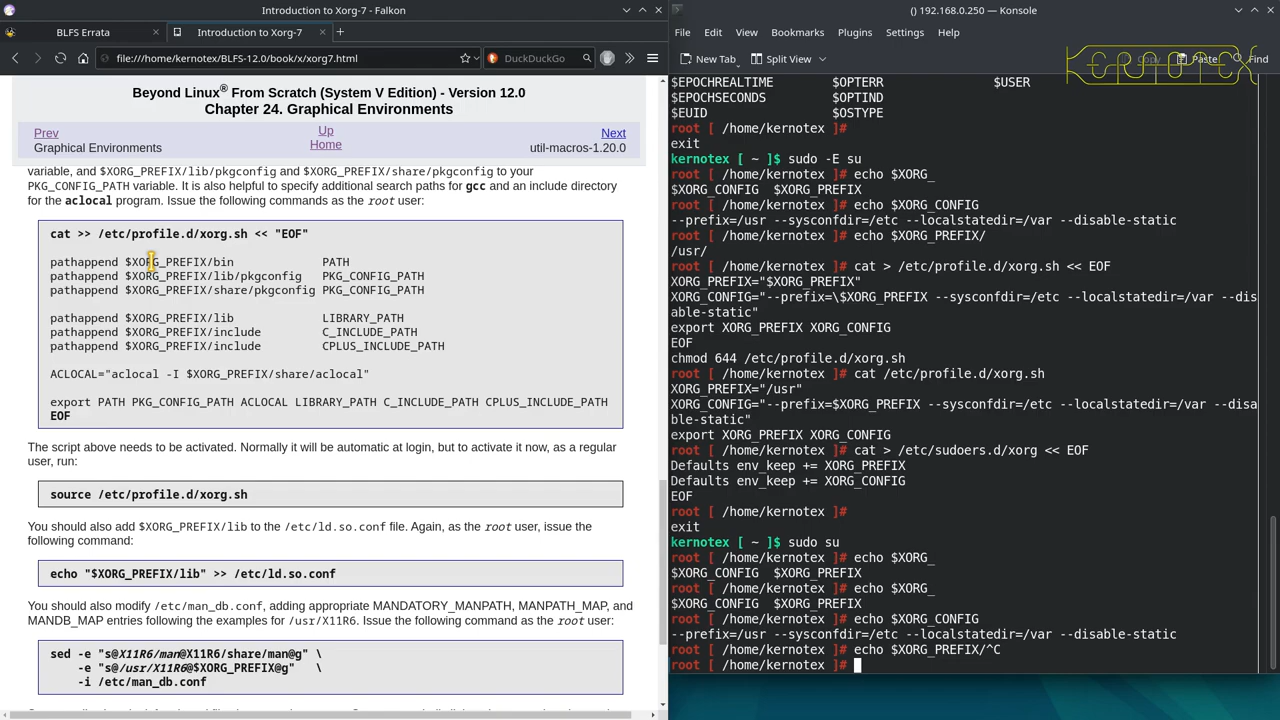 Introduction to Xorg-7 - Falkon
BLFS Errata
Introduction to Xorg-7
file:///home/kernotex/BLFS-12.0/book/x/xorg7.html
DuckDuckGo
Beyond Linux® From Scratch (System V Edition) - Version 12.0
Chapter 24. Graphical Environments
Prev
Up
Next
Graphical Environments
Home
util-macros-1.20.0
variable, and $XORG_PREFIX/lib/pkgconfig and $XORG_PREFIX/share/pkgconfig to your
PKG_CONFIG_PATH variable. It is also helpful to specify additional search paths for gcc and an include directory
for the aclocal program. Issue the following commands as the root user:
cat >> /etc/profile.d/xorg.sh << "EOF"
pathappend $XORG_PREFIX/bin PATH
pathappend $XORG_PREFIX/lib/pkgconfig PKG_CONFIG_PATH
pathappend $XORG_PREFIX/share/pkgconfig PKG_CONFIG_PATH
pathappend $XORG_PREFIX/lib LIBRARY_PATH
pathappend $XORG_PREFIX/include C_INCLUDE_PATH
pathappend $XORG_PREFIX/include CPLUS_INCLUDE_PATH
ACLOCAL="aclocal -I $XORG_PREFIX/share/aclocal"
export PATH PKG_CONFIG_PATH ACLOCAL LIBRARY_PATH C_INCLUDE_PATH CPLUS_INCLUDE_PATH
EOF
The script above needs to be activated. Normally it will be automatic at login, but to activate it now, as a regular
user, run:
source /etc/profile.d/xorg.sh
You should also add $XORG_PREFIX/lib to the /etc/ld.so.conf file. Again, as the root user, issue the
following command:
echo "$XORG_PREFIX/lib" >> /etc/ld.so.conf
You should also modify /etc/man_db.conf, adding appropriate MANDATORY_MANPATH, MANPATH_MAP, and
MANDB_MAP entries following the examples for /usr/X11R6. Issue the following command as the root user:
sed -e "s@X11R6/man@X11R6/share/man@g" \
-e "s@/usr/X11R6@$XORG_PREFIX@g" \
-i /etc/man_db.conf
() 192.168.0.250 — Konsole
File Edit View Bookmarks Plugins Settings Help
New Tab Split View Copy Paste Find
KERNOTEX
$EPOCHREALTIME $OPTERR $USER
$EPOCHSECONDS $OPTIND
$EUID $OSTYPE
root [ /home/kernotex ]#
exit
kernotex [ ~ ]$ sudo -E su
root [ /home/kernotex ]# echo $XORG_
$XORG_CONFIG $XORG_PREFIX
root [ /home/kernotex ]# echo $XORG_CONFIG
--prefix=/usr --sysconfdir=/etc --localstatedir=/var --disable-static
root [ /home/kernotex ]# echo $XORG_PREFIX/
/usr/
root [ /home/kernotex ]# cat > /etc/profile.d/xorg.sh << EOF
XORG_PREFIX="$XORG_PREFIX"
XORG_CONFIG="--prefix=\$XORG_PREFIX --sysconfdir=/etc --localstatedir=/var --dis
able-static"
export XORG_PREFIX XORG_CONFIG
EOF
chmod 644 /etc/profile.d/xorg.sh
root [ /home/kernotex ]# cat /etc/profile.d/xorg.sh
XORG_PREFIX="/usr"
XORG_CONFIG="--prefix=$XORG_PREFIX --sysconfdir=/etc --localstatedir=/var --disa
ble-static"
export XORG_PREFIX XORG_CONFIG
root [ /home/kernotex ]# cat > /etc/sudoers.d/xorg << EOF
Defaults env_keep += XORG_PREFIX
Defaults env_keep += XORG_CONFIG
EOF
root [ /home/kernotex ]#
exit
kernotex [ ~ ]$ sudo su
root [ /home/kernotex ]# echo $XORG_
$XORG_CONFIG $XORG_PREFIX
root [ /home/kernotex ]# echo $XORG_
$XORG_CONFIG $XORG_PREFIX
root [ /home/kernotex ]# echo $XORG_CONFIG
--prefix=/usr --sysconfdir=/etc --localstatedir=/var --disable-static
root [ /home/kernotex ]# echo $XORG_PREFIX/^C
root [ /home/kernotex ]#